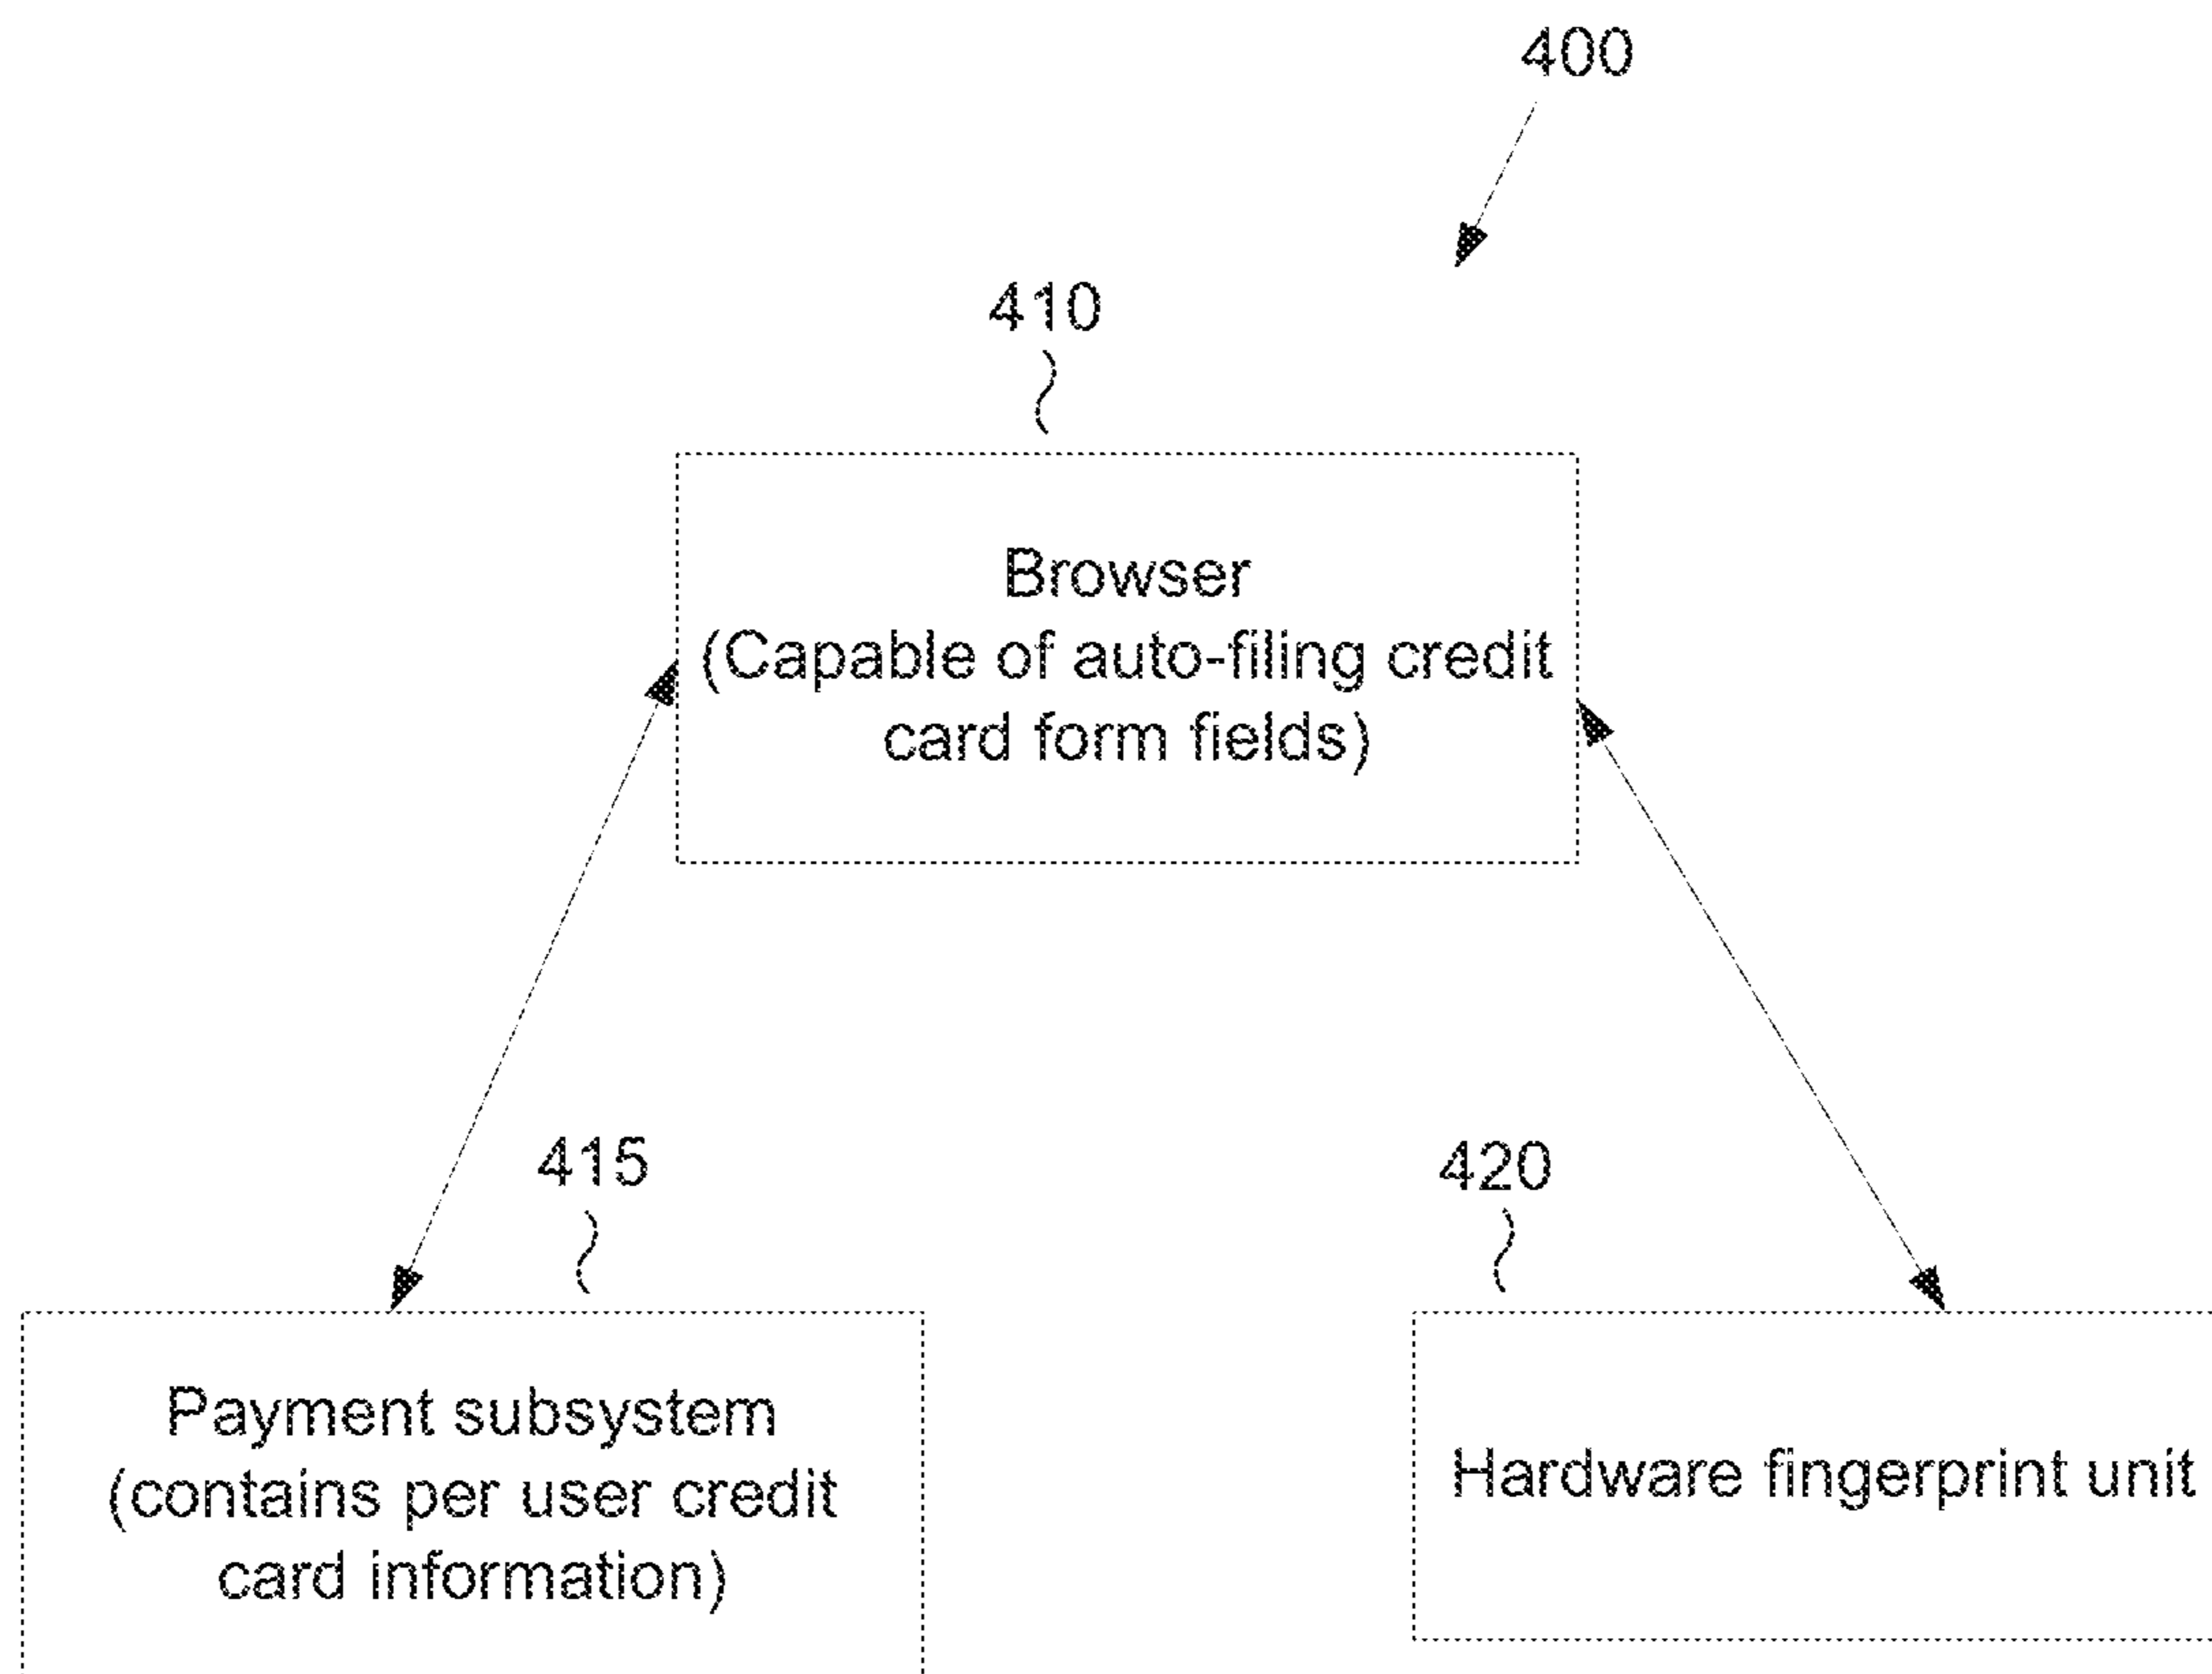 400
410
Browser
(Capable of auto-filing credit
card form fields)
415
420
Payment subsystem
(contains per user credit
card information)
Hardware fingerprint unit